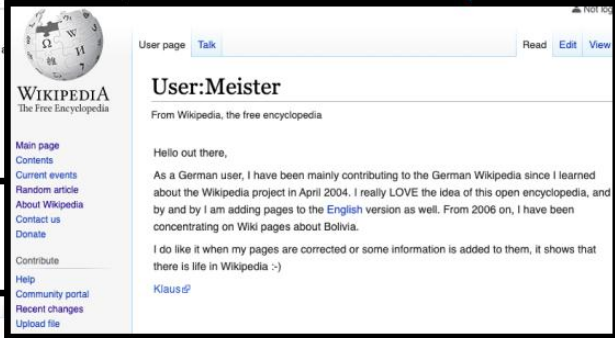 Not log
User page Talk Read Edit View
WIKIPEDIA
The Free Encyclopedia
User:Meister
From Wikipedia, the free encyclopedia
Main page
Contents
Current events
Random article
About Wikipedia
Contact us
Donate
Contribute
Help
Community portal
Recent changes
Upload file
Hello out there,
As a German user, I have been mainly contributing to the German Wikipedia since I learned
about the Wikipedia project in April 2004. I really LOVE the idea of this open encyclopedia, and
by and by I am adding pages to the English version as well. From 2006 on, I have been
concentrating on Wiki pages about Bolivia.
I do like it when my pages are corrected or some information is added to them, it shows that
there is life in Wikipedia :-)
Klaus